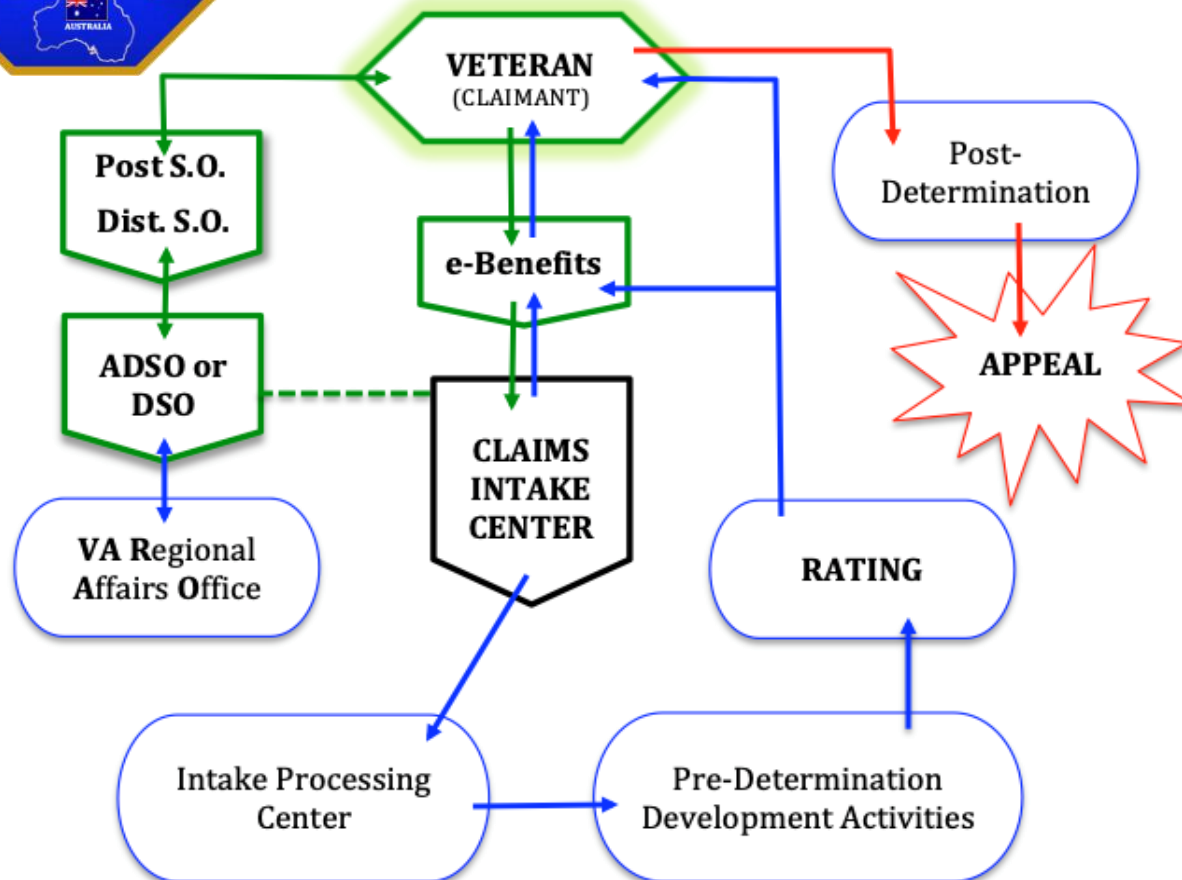 AUSTRALIA
VETERAN
(CLAIMANT)
Post S.O.
Dist. S.O.
e-Benefits
Post-
Determination
ADSO or
DSO
APPEAL
CLAIMS
INTAKE
CENTER
VA Regional
Affairs Office
RATING
Intake Processing
Center
Pre-Determination
Development Activities